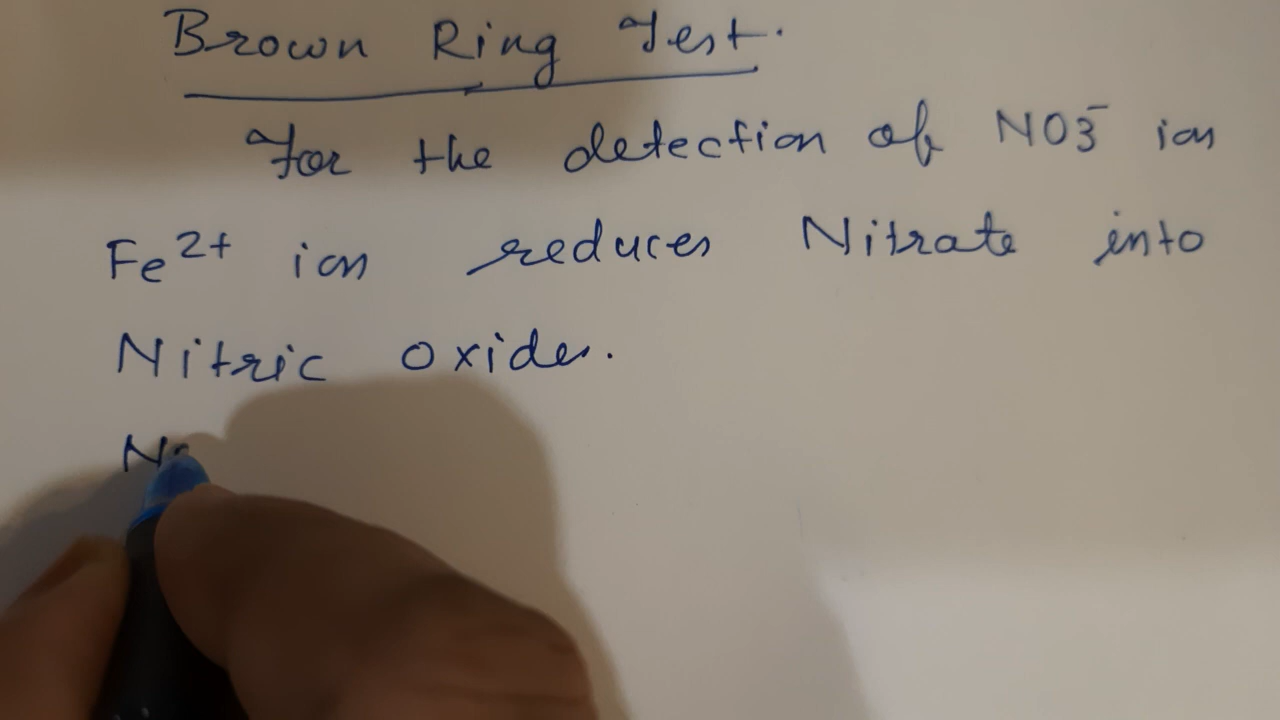 Brown Ring Test.
For the detection of NO3⁻ ion
Fe²⁺ ion reduces Nitrate into
Nitric oxide.